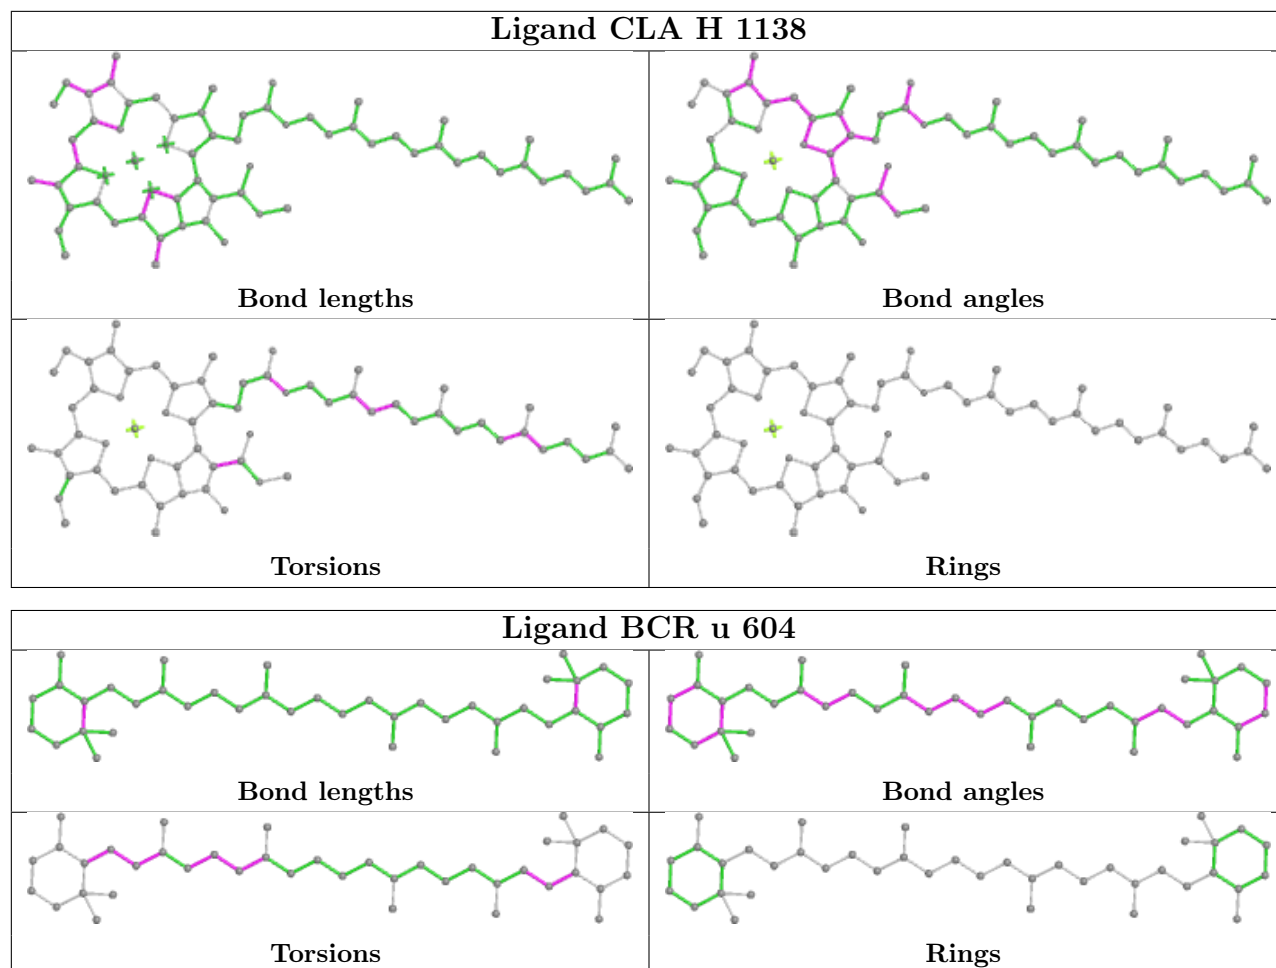 Ligand CLA H 1138
Bond lengths
Bond angles
Torsions
Rings
Ligand BCR u 604
Bond lengths
Bond angles
Torsions
Rings